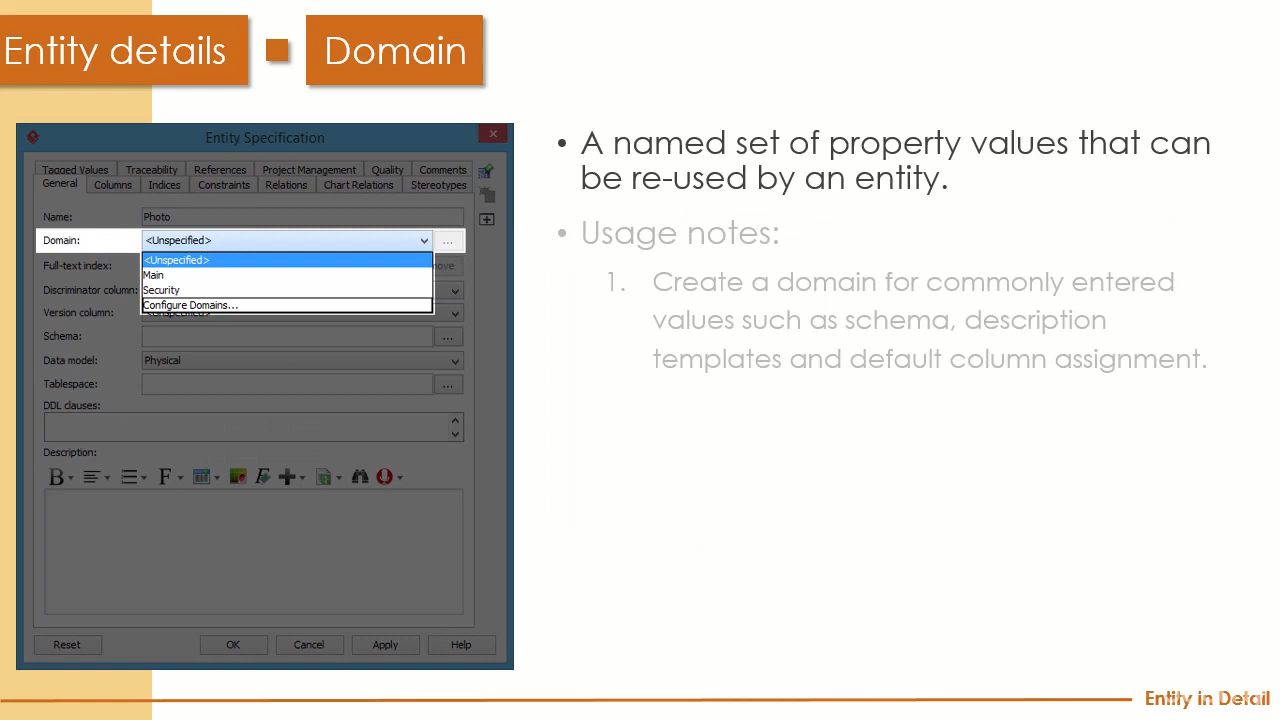 Entity details
Domain
Entity Specification
Tagged Values Traceability References Project Management Quality Comments
General Columns Indices Constraints Relations Chart Relations Stereotypes
Name: Photo
Domain: <Unspecified> ...
Full-text index: <Unspecified>
Main
Discriminator column: Security
Configure Domains...
Version column:
Schema: ...
Data model: Physical
Tablespace: ...
DDL clauses:
Description:
Reset OK Cancel Apply Help
• A named set of property values that can
be re-used by an entity.
• Usage notes:
1. Create a domain for commonly entered
values such as schema, description
templates and default column assignment.
Entity in Detail